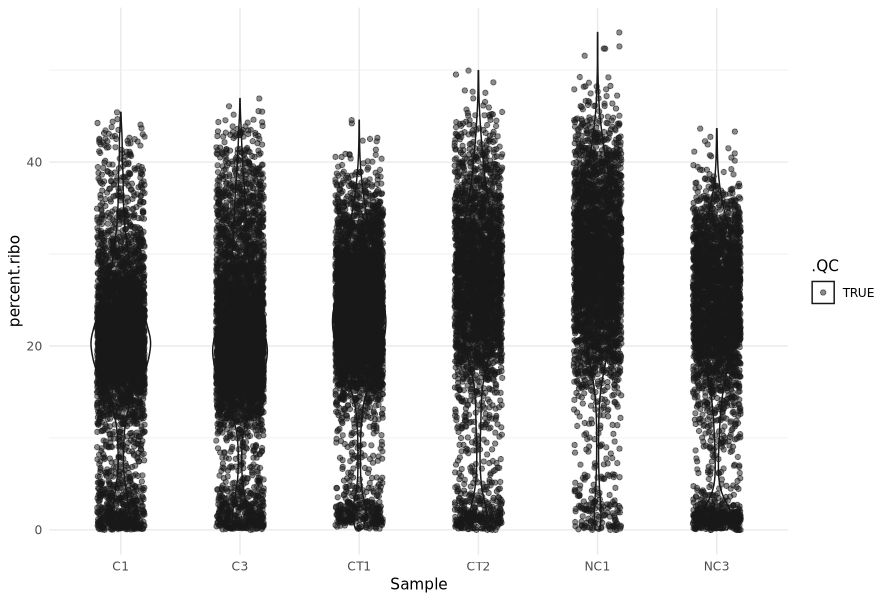 percent.ribo
40
20
0
C1 C3 CT1 CT2 NC1 NC3
Sample
.QC
TRUE